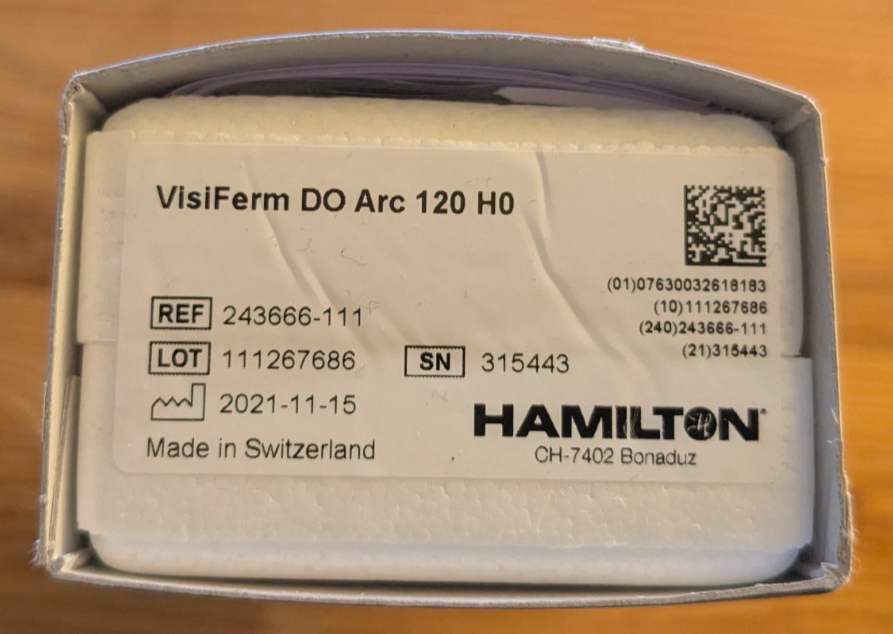 VisiFerm DO Arc 120 H0
(01)07630032618183
(10)111267686
(240)243666-111
(21)315443
REF 243666-111
LOT 111267686 SN 315443
2021-11-15
Made in Switzerland
HAMILTON®
CH-7402 Bonaduz